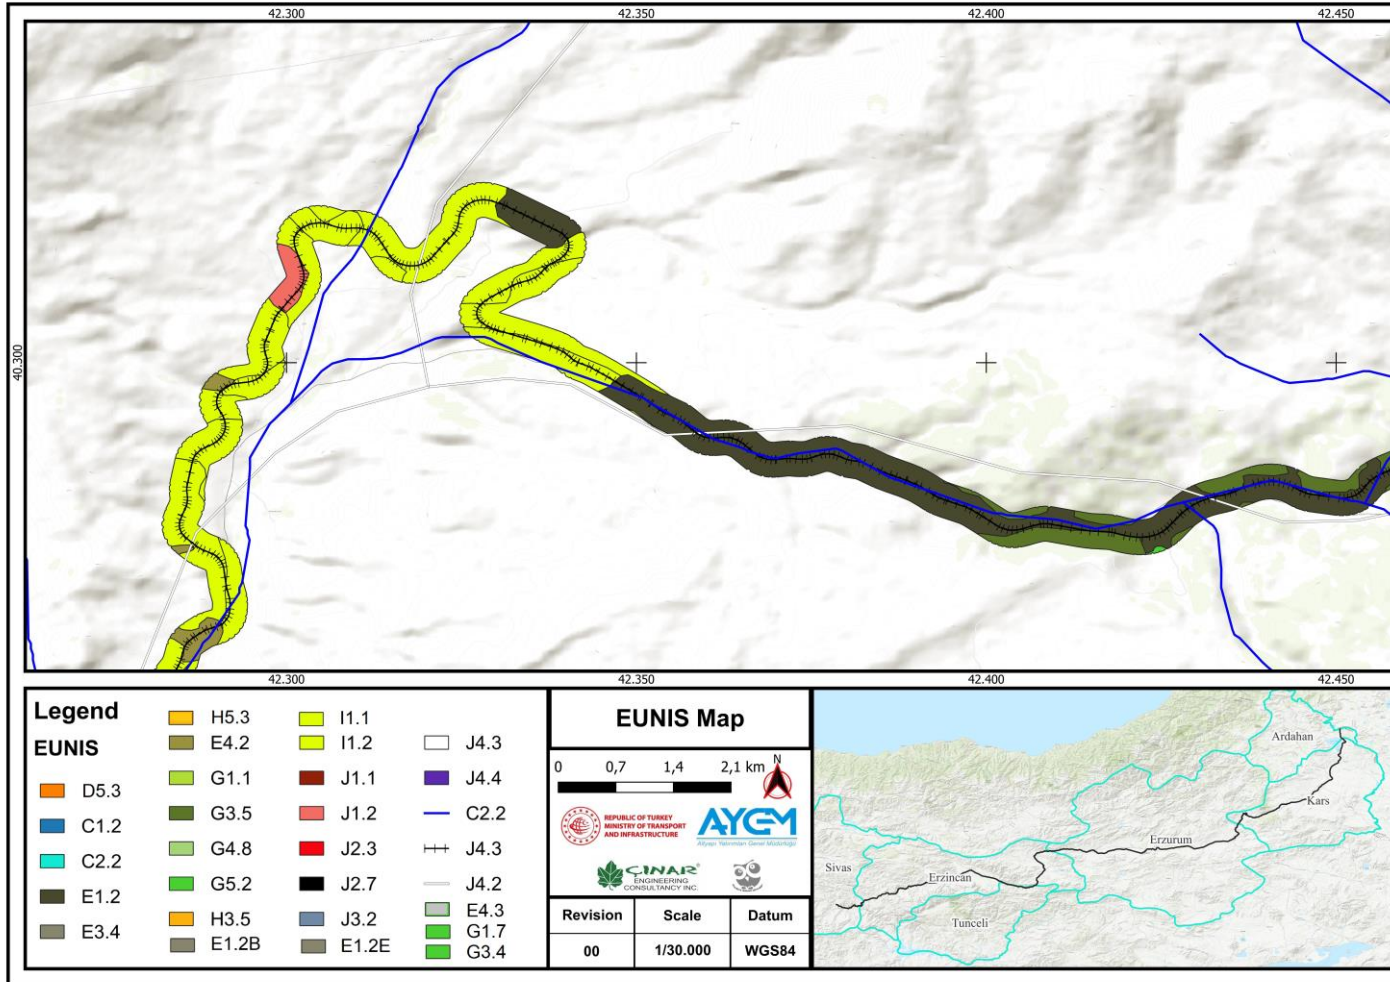 42.300
42.350
42.400
42.450
40.300
42.300
42.350
42.400
42.450
Legend
EUNIS
D5.3
C1.2
C2.2
E1.2
E3.4
H5.3
E4.2
G1.1
G3.5
G4.8
G5.2
H3.5
E1.2B
I1.1
I1.2
J1.1
J1.2
J2.3
J2.7
J3.2
E1.2E
J4.3
J4.4
C2.2
J4.3
J4.2
E4.3
G1.7
G3.4
EUNIS Map
0 0,7 1,4 2,1 km
N
REPUBLIC OF TURKEY
MINISTRY OF TRANSPORT
AND INFRASTRUCTURE
AYGM
Altyapı Yatırımları Genel Müdürlüğü
ÇINAR
ENGINEERING
CONSULTANCY INC.
Revision Scale Datum
00 1/30.000 WGS84
Ardahan
Kars
Erzurum
Sivas
Erzincan
Tunceli